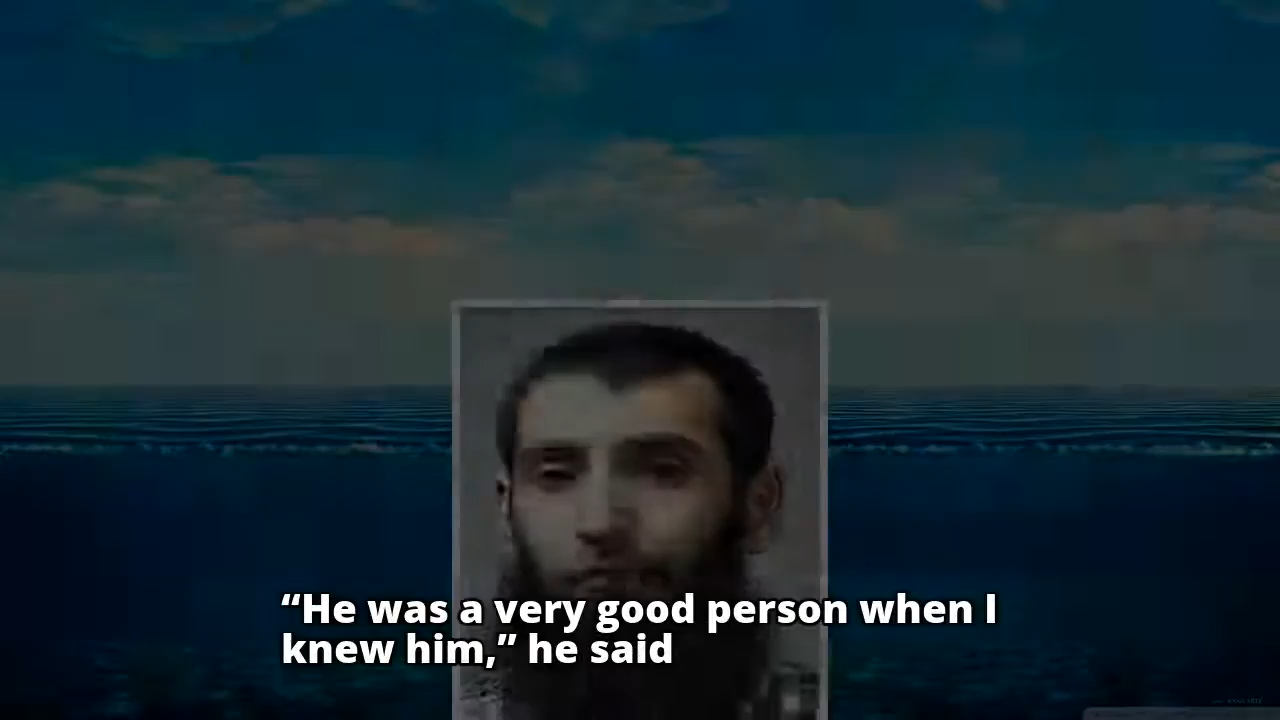 “He was a very good person when I
knew him,” he said